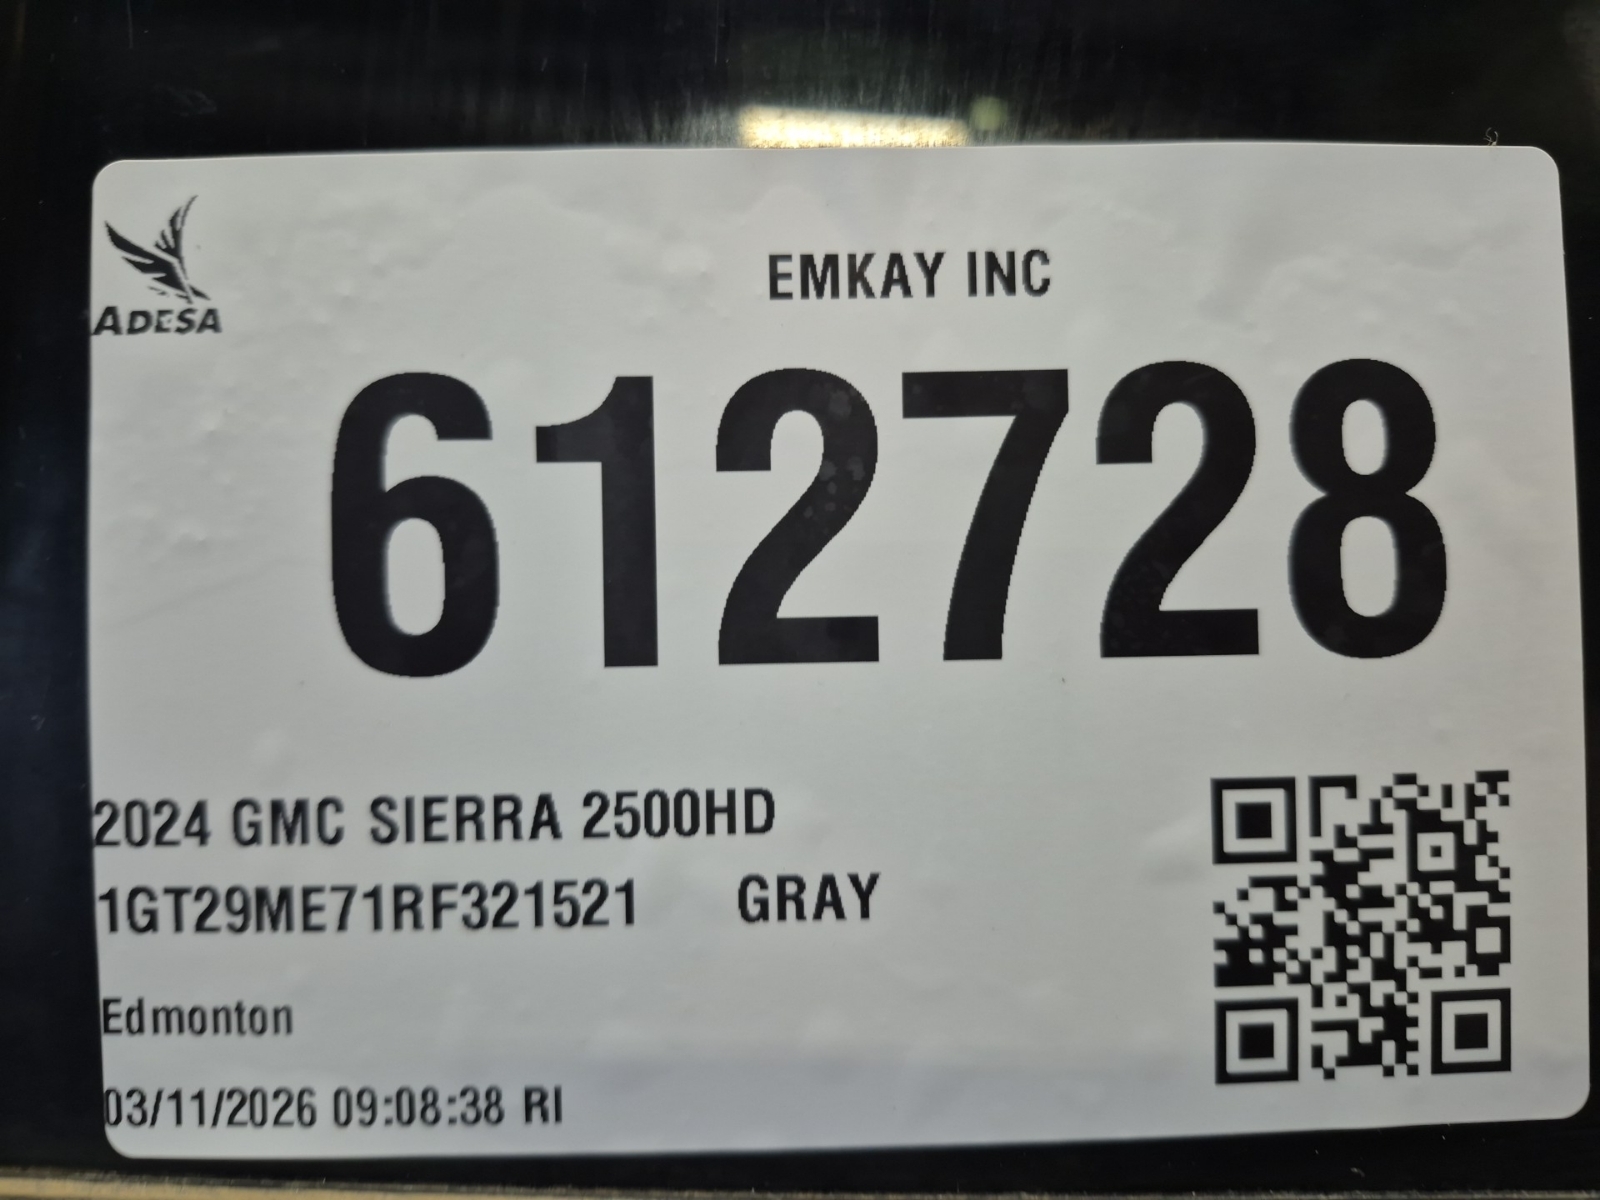 ADESA
EMKAY INC
612728
2024 GMC SIERRA 2500HD
1GT29ME71RF321521 GRAY
Edmonton
03/11/2026 09:08:38 RI